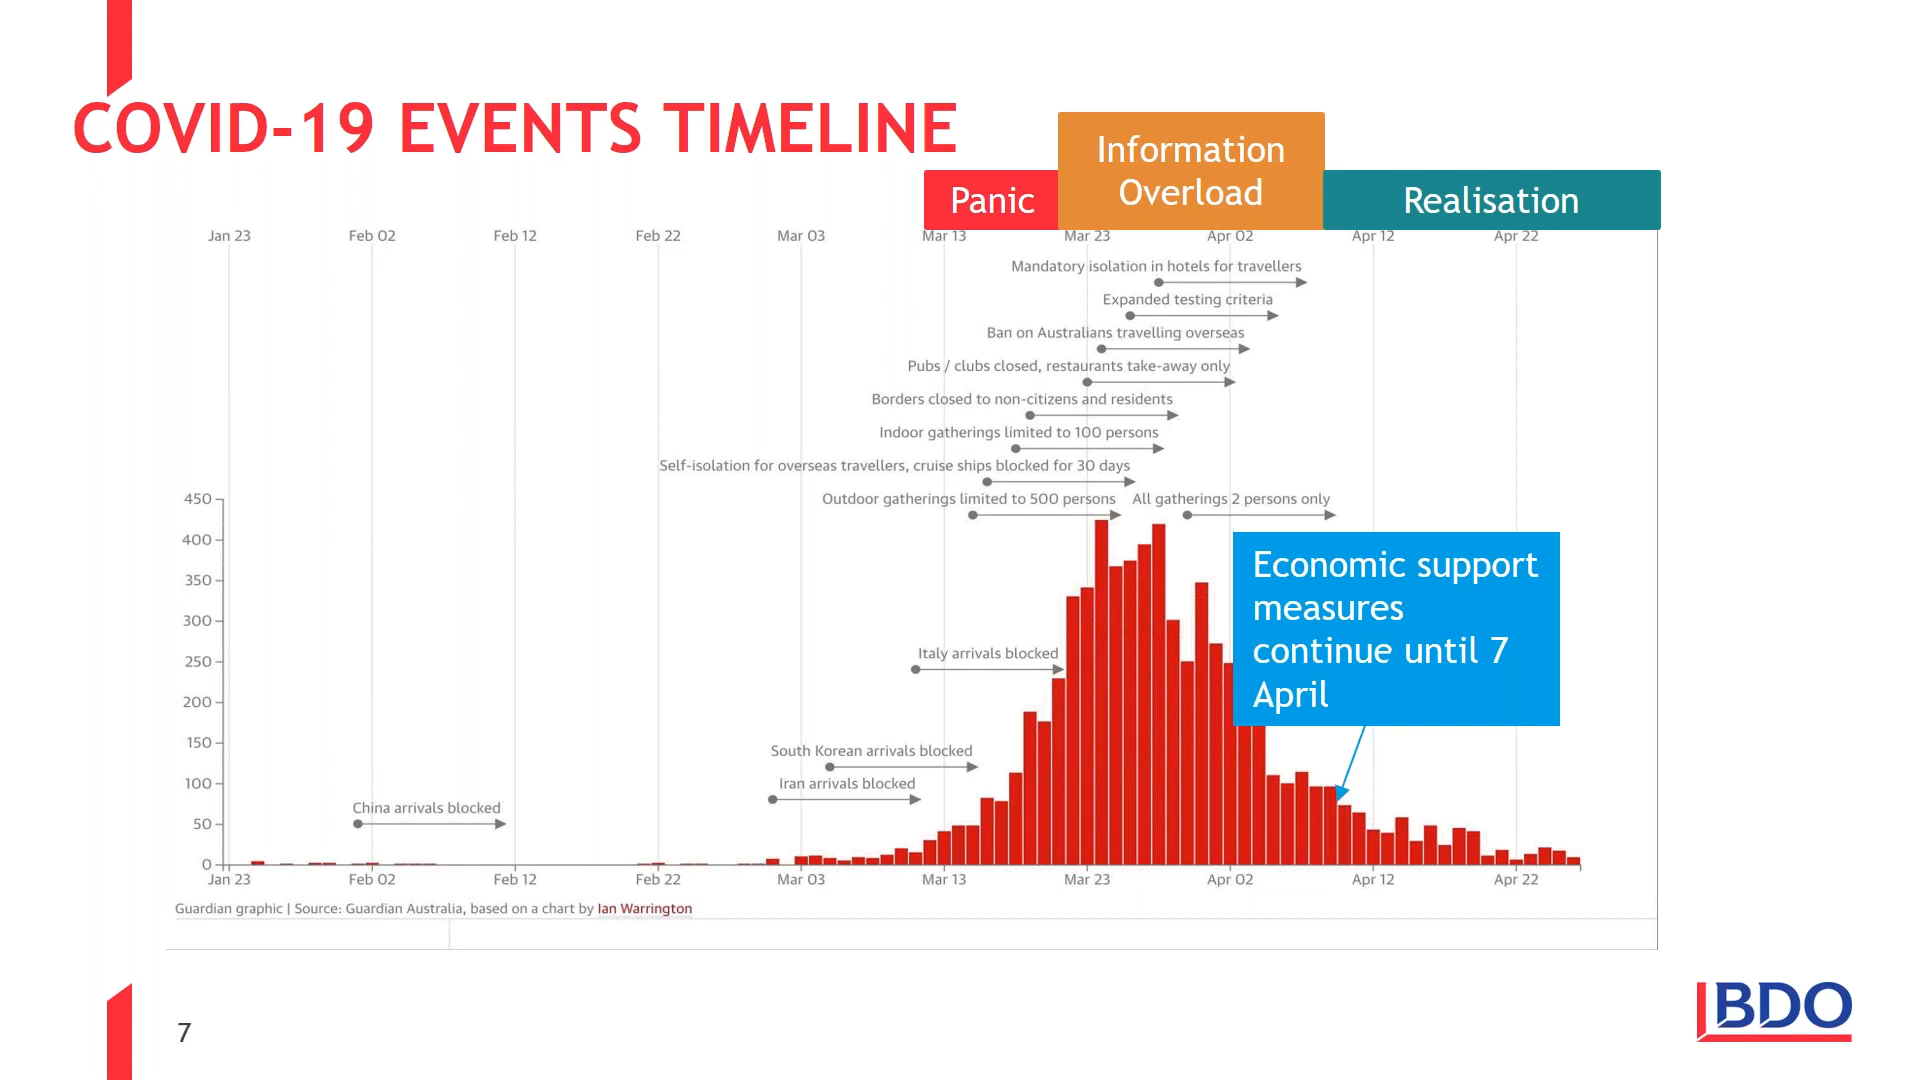 COVID-19 EVENTS TIMELINE
Information
Overload
Panic
Realisation
Jan 23
Feb 02
Feb 12
Feb 22
Mar 03
Mar 13
Mar 23
Apr 02
Apr 12
Apr 22
Mandatory isolation in hotels for travellers
Expanded testing criteria
Ban on Australians travelling overseas
Pubs / clubs closed, restaurants take-away only
Borders closed to non-citizens and residents
Indoor gatherings limited to 100 persons
Self-isolation for overseas travellers, cruise ships blocked for 30 days
Outdoor gatherings limited to 500 persons
All gatherings 2 persons only
Economic support
measures
continue until 7
April
Italy arrivals blocked
South Korean arrivals blocked
Iran arrivals blocked
China arrivals blocked
450
400
350
300
250
200
150
100
50
0
Jan 23
Feb 02
Feb 12
Feb 22
Mar 03
Mar 13
Mar 23
Apr 02
Apr 12
Apr 22
Guardian graphic | Source: Guardian Australia, based on a chart by Ian Warrington
7
BDO